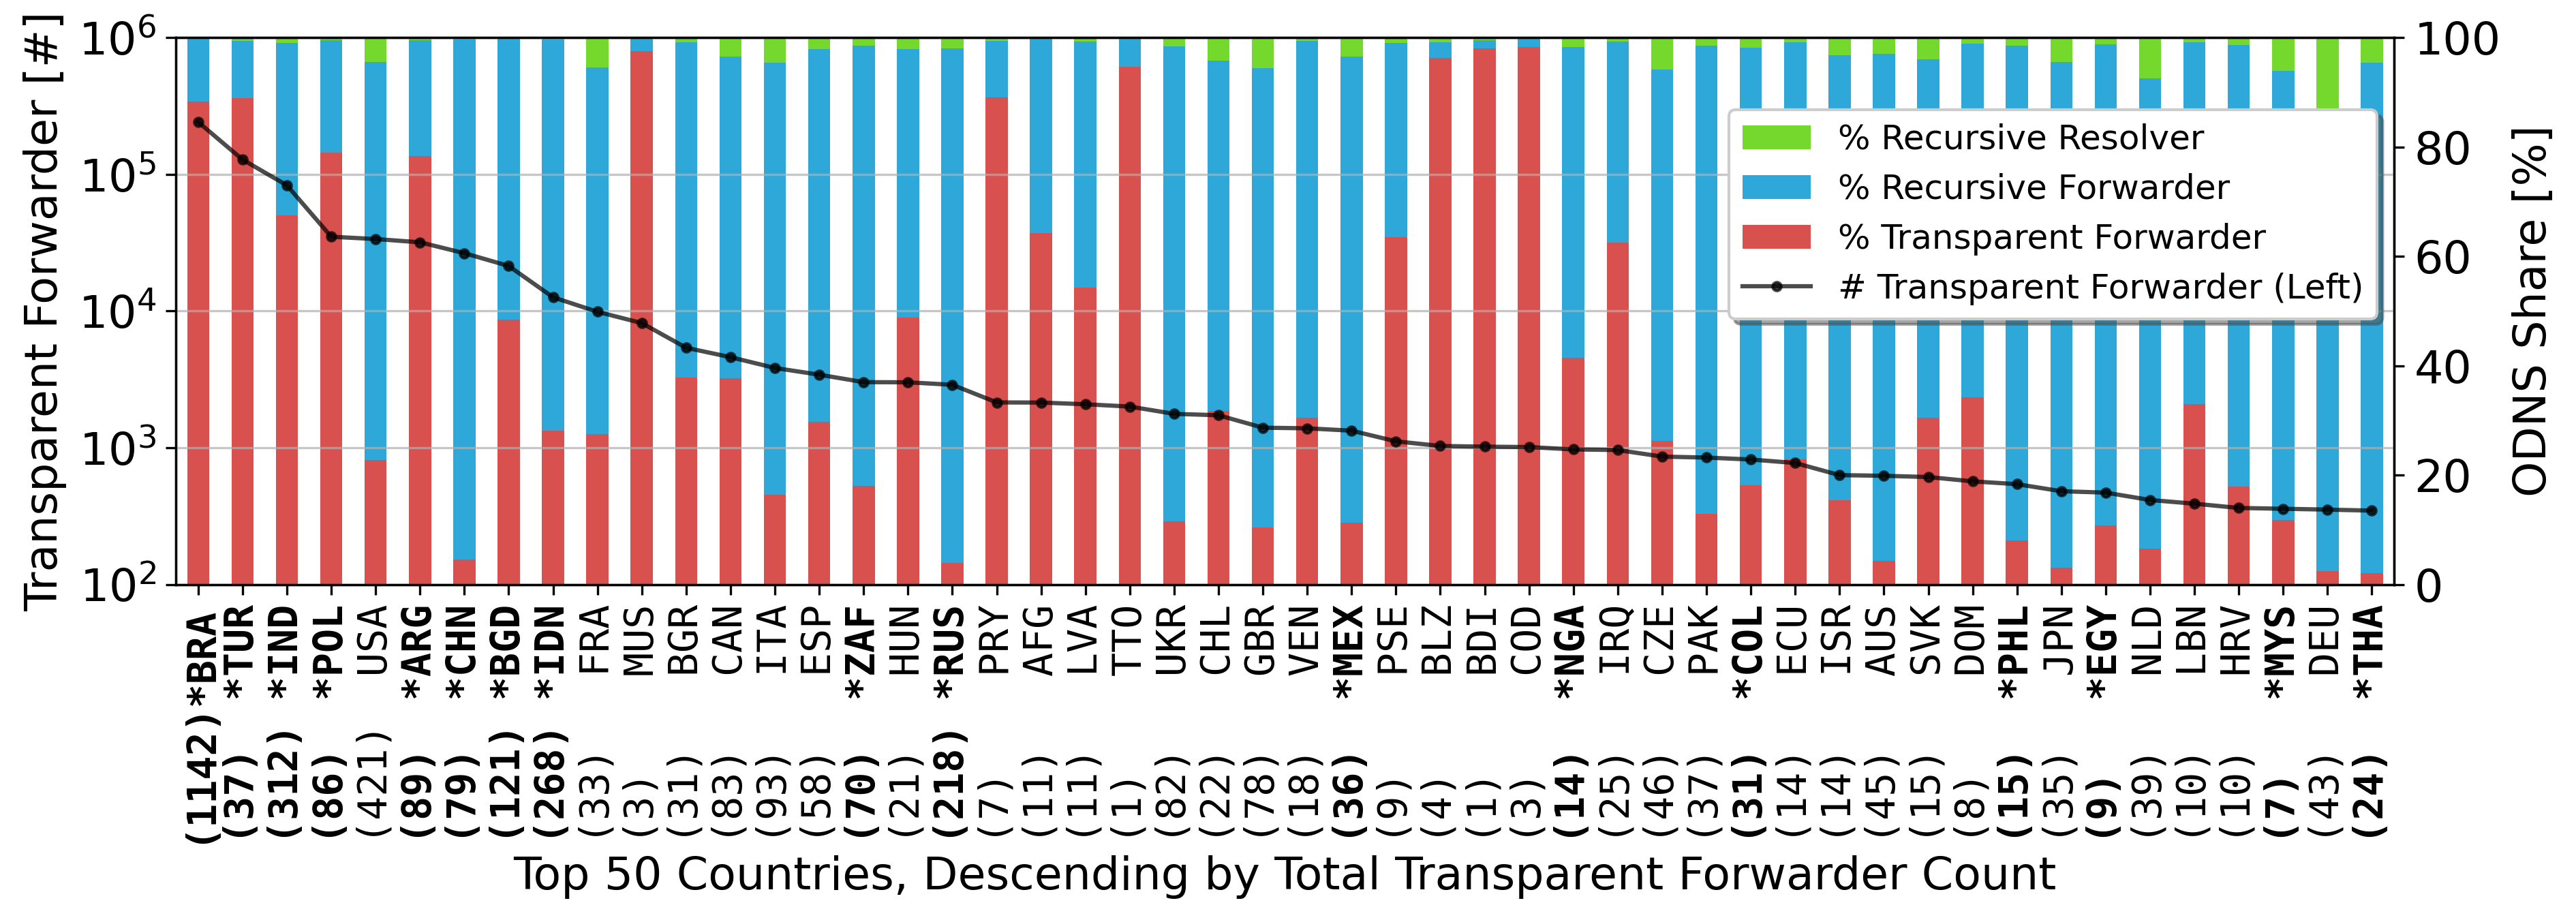 Transparent Forwarder [#]
10^6
10^5
10^4
10^3
10^2
100
80
60
40
20
0
ODNS Share [%]
% Recursive Resolver
% Recursive Forwarder
% Transparent Forwarder
# Transparent Forwarder (Left)
(1142)*BRA
(37) *TUR
(312) *IND
(86) *POL
(421) USA
(89) *ARG
(79) *CHN
(121) *BGD
(268) *IDN
(33) FRA
(3) MUS
(31) BGR
(83) CAN
(93) ITA
(58) ESP
(70) *ZAF
(21) HUN
(218) *RUS
(7) PRY
(11) AFG
(11) LVA
(1) TTO
(82) UKR
(22) CHL
(78) GBR
(18) VEN
(36) *MEX
(9) PSE
(4) BLZ
(1) BDI
(3) COD
(14) *NGA
(25) IRQ
(46) CZE
(37) PAK
(31) *COL
(14) ECU
(14) ISR
(45) AUS
(15) SVK
(8) DOM
(15) *PHL
(35) JPN
(9) *EGY
(39) NLD
(10) LBN
(10) HRV
(7) *MYS
(43) DEU
(24) *THA
Top 50 Countries, Descending by Total Transparent Forwarder Count